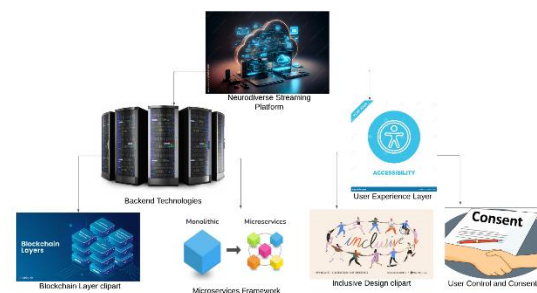 Neurodiverse Streaming
Platform
Backend Technologies
ACCESSIBILITY
User Experience Layer
Blockchain
Layers
Monolithic
Microservices
inclusive
Consent
Blockchain Layer clipart
Microservices Framework
Inclusive Design clipart
User Control and Consent